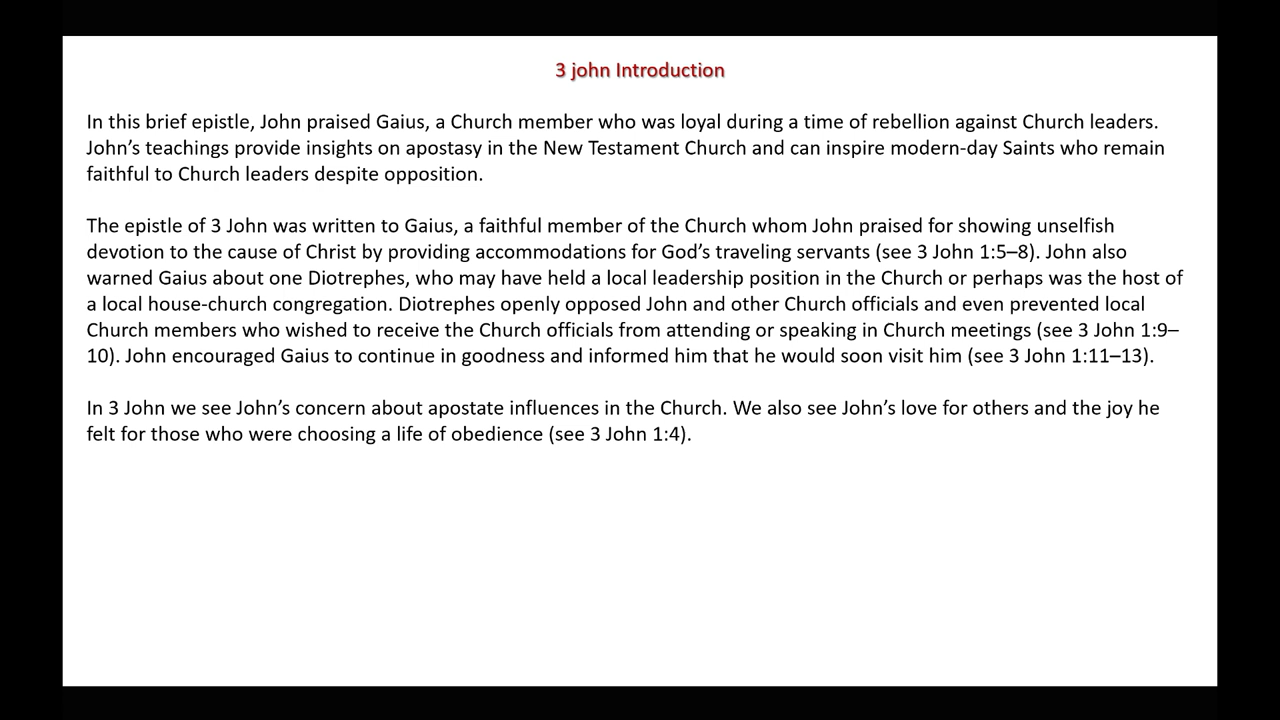 3 john Introduction
In this brief epistle, John praised Gaius, a Church member who was loyal during a time of rebellion against Church leaders.
John’s teachings provide insights on apostasy in the New Testament Church and can inspire modern-day Saints who remain
faithful to Church leaders despite opposition.
The epistle of 3 John was written to Gaius, a faithful member of the Church whom John praised for showing unselfish
devotion to the cause of Christ by providing accommodations for God’s traveling servants (see 3 John 1:5–8). John also
warned Gaius about one Diotrephes, who may have held a local leadership position in the Church or perhaps was the host of
a local house-church congregation. Diotrephes openly opposed John and other Church officials and even prevented local
Church members who wished to receive the Church officials from attending or speaking in Church meetings (see 3 John 1:9–
10). John encouraged Gaius to continue in goodness and informed him that he would soon visit him (see 3 John 1:11–13).
In 3 John we see John’s concern about apostate influences in the Church. We also see John’s love for others and the joy he
felt for those who were choosing a life of obedience (see 3 John 1:4).